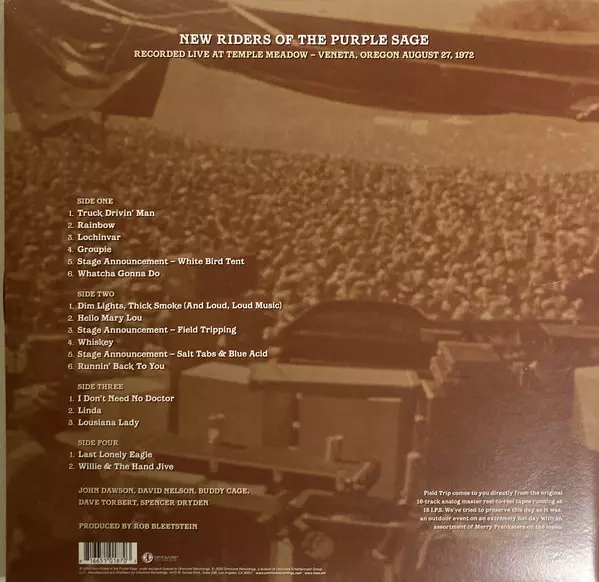 NEW RIDERS OF THE PURPLE SAGE
RECORDED LIVE AT TEMPLE MEADOW – VENETA, OREGON AUGUST 27, 1972
SIDE ONE
1. Truck Drivin' Man
2. Rainbow
3. Lochinvar
4. Groupie
5. Stage Announcement – White Bird Tent
6. Whatcha Gonna Do
SIDE TWO
1. Dim Lights, Thick Smoke (And Loud, Loud Music)
2. Hello Mary Lou
3. Stage Announcement – Field Tripping
4. Whiskey
5. Stage Announcement – Salt Tabs & Blue Acid
6. Runnin' Back To You
SIDE THREE
1. I Don't Need No Doctor
2. Linda
3. Lousiana Lady
SIDE FOUR
1. Last Lonely Eagle
2. Willie & The Hand Jive
JOHN DAWSON, DAVID NELSON, BUDDY CAGE,
DAVE TORBERT, SPENCER DRYDEN
PRODUCED BY ROB BLEETSTEIN
Field Trip comes to you directly from the original
16-track analog master reel-to-reel tapes running at
15 I.P.S. We've tried to preserve this day as it was
an outdoor event on an extremely hot day with an
assortment of Merry Pranksters on the loose.